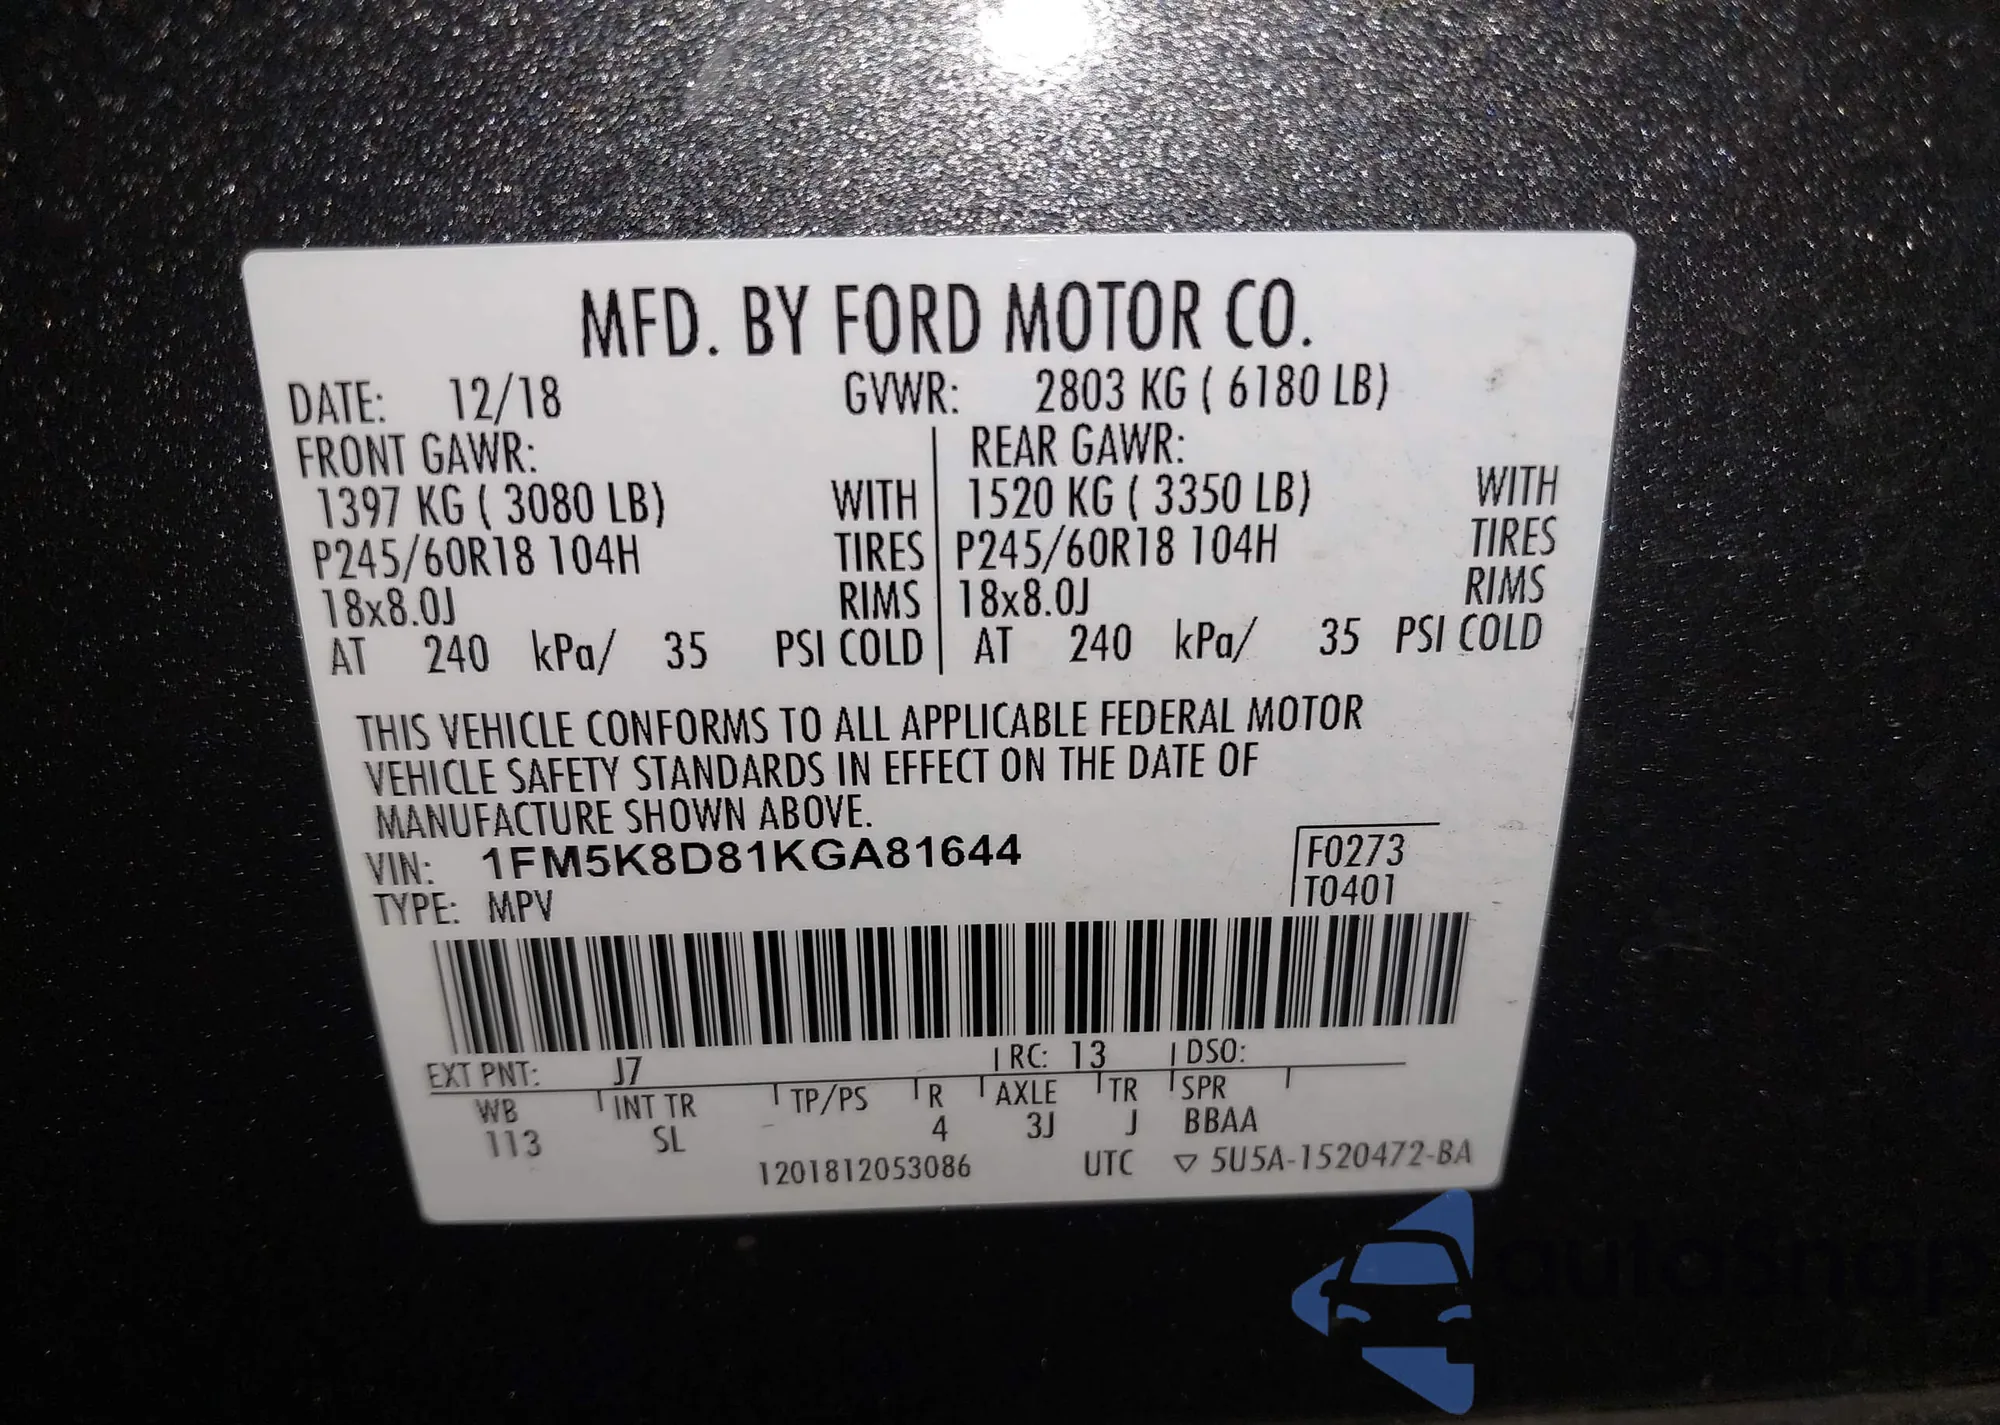 MFD. BY FORD MOTOR CO.
DATE: 12/18 GVWR: 2803 KG ( 6180 LB)
FRONT GAWR: REAR GAWR:
1397 KG ( 3080 LB) WITH 1520 KG ( 3350 LB) WITH
P245/60R18 104H TIRES P245/60R18 104H TIRES
18x8.0J RIMS 18x8.0J RIMS
AT 240 kPa/ 35 PSI COLD AT 240 kPa/ 35 PSI COLD
THIS VEHICLE CONFORMS TO ALL APPLICABLE FEDERAL MOTOR
VEHICLE SAFETY STANDARDS IN EFFECT ON THE DATE OF
MANUFACTURE SHOWN ABOVE.
VIN: 1FM5K8D81KGA81644 F0273
TYPE: MPV T0401
EXT PNT: J7 RC: 13 DSO:
WB INT TR TP/PS R AXLE TR SPR
113 SL - 4 3J J BBAA
1201812053086 UTC ▽ 5U5A-1520472-BA
autosnap